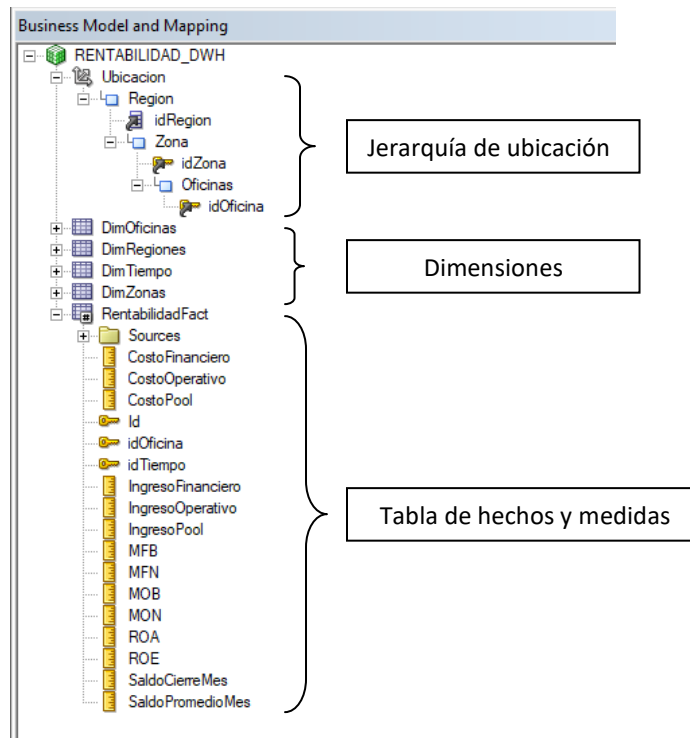 Business Model and Mapping
RENTABILIDAD_DWH
Ubicacion
Region
idRegion
Zona
idZona
Oficinas
idOficina
Jerarquía de ubicación
DimOficinas
DimRegiones
DimTiempo
DimZonas
Dimensiones
RentabilidadFact
Sources
CostoFinanciero
CostoOperativo
CostoPool
Id
idOficina
idTiempo
IngresoFinanciero
IngresoOperativo
IngresoPool
MFB
MFN
MOB
MON
ROA
ROE
SaldoCierreMes
SaldoPromedioMes
Tabla de hechos y medidas